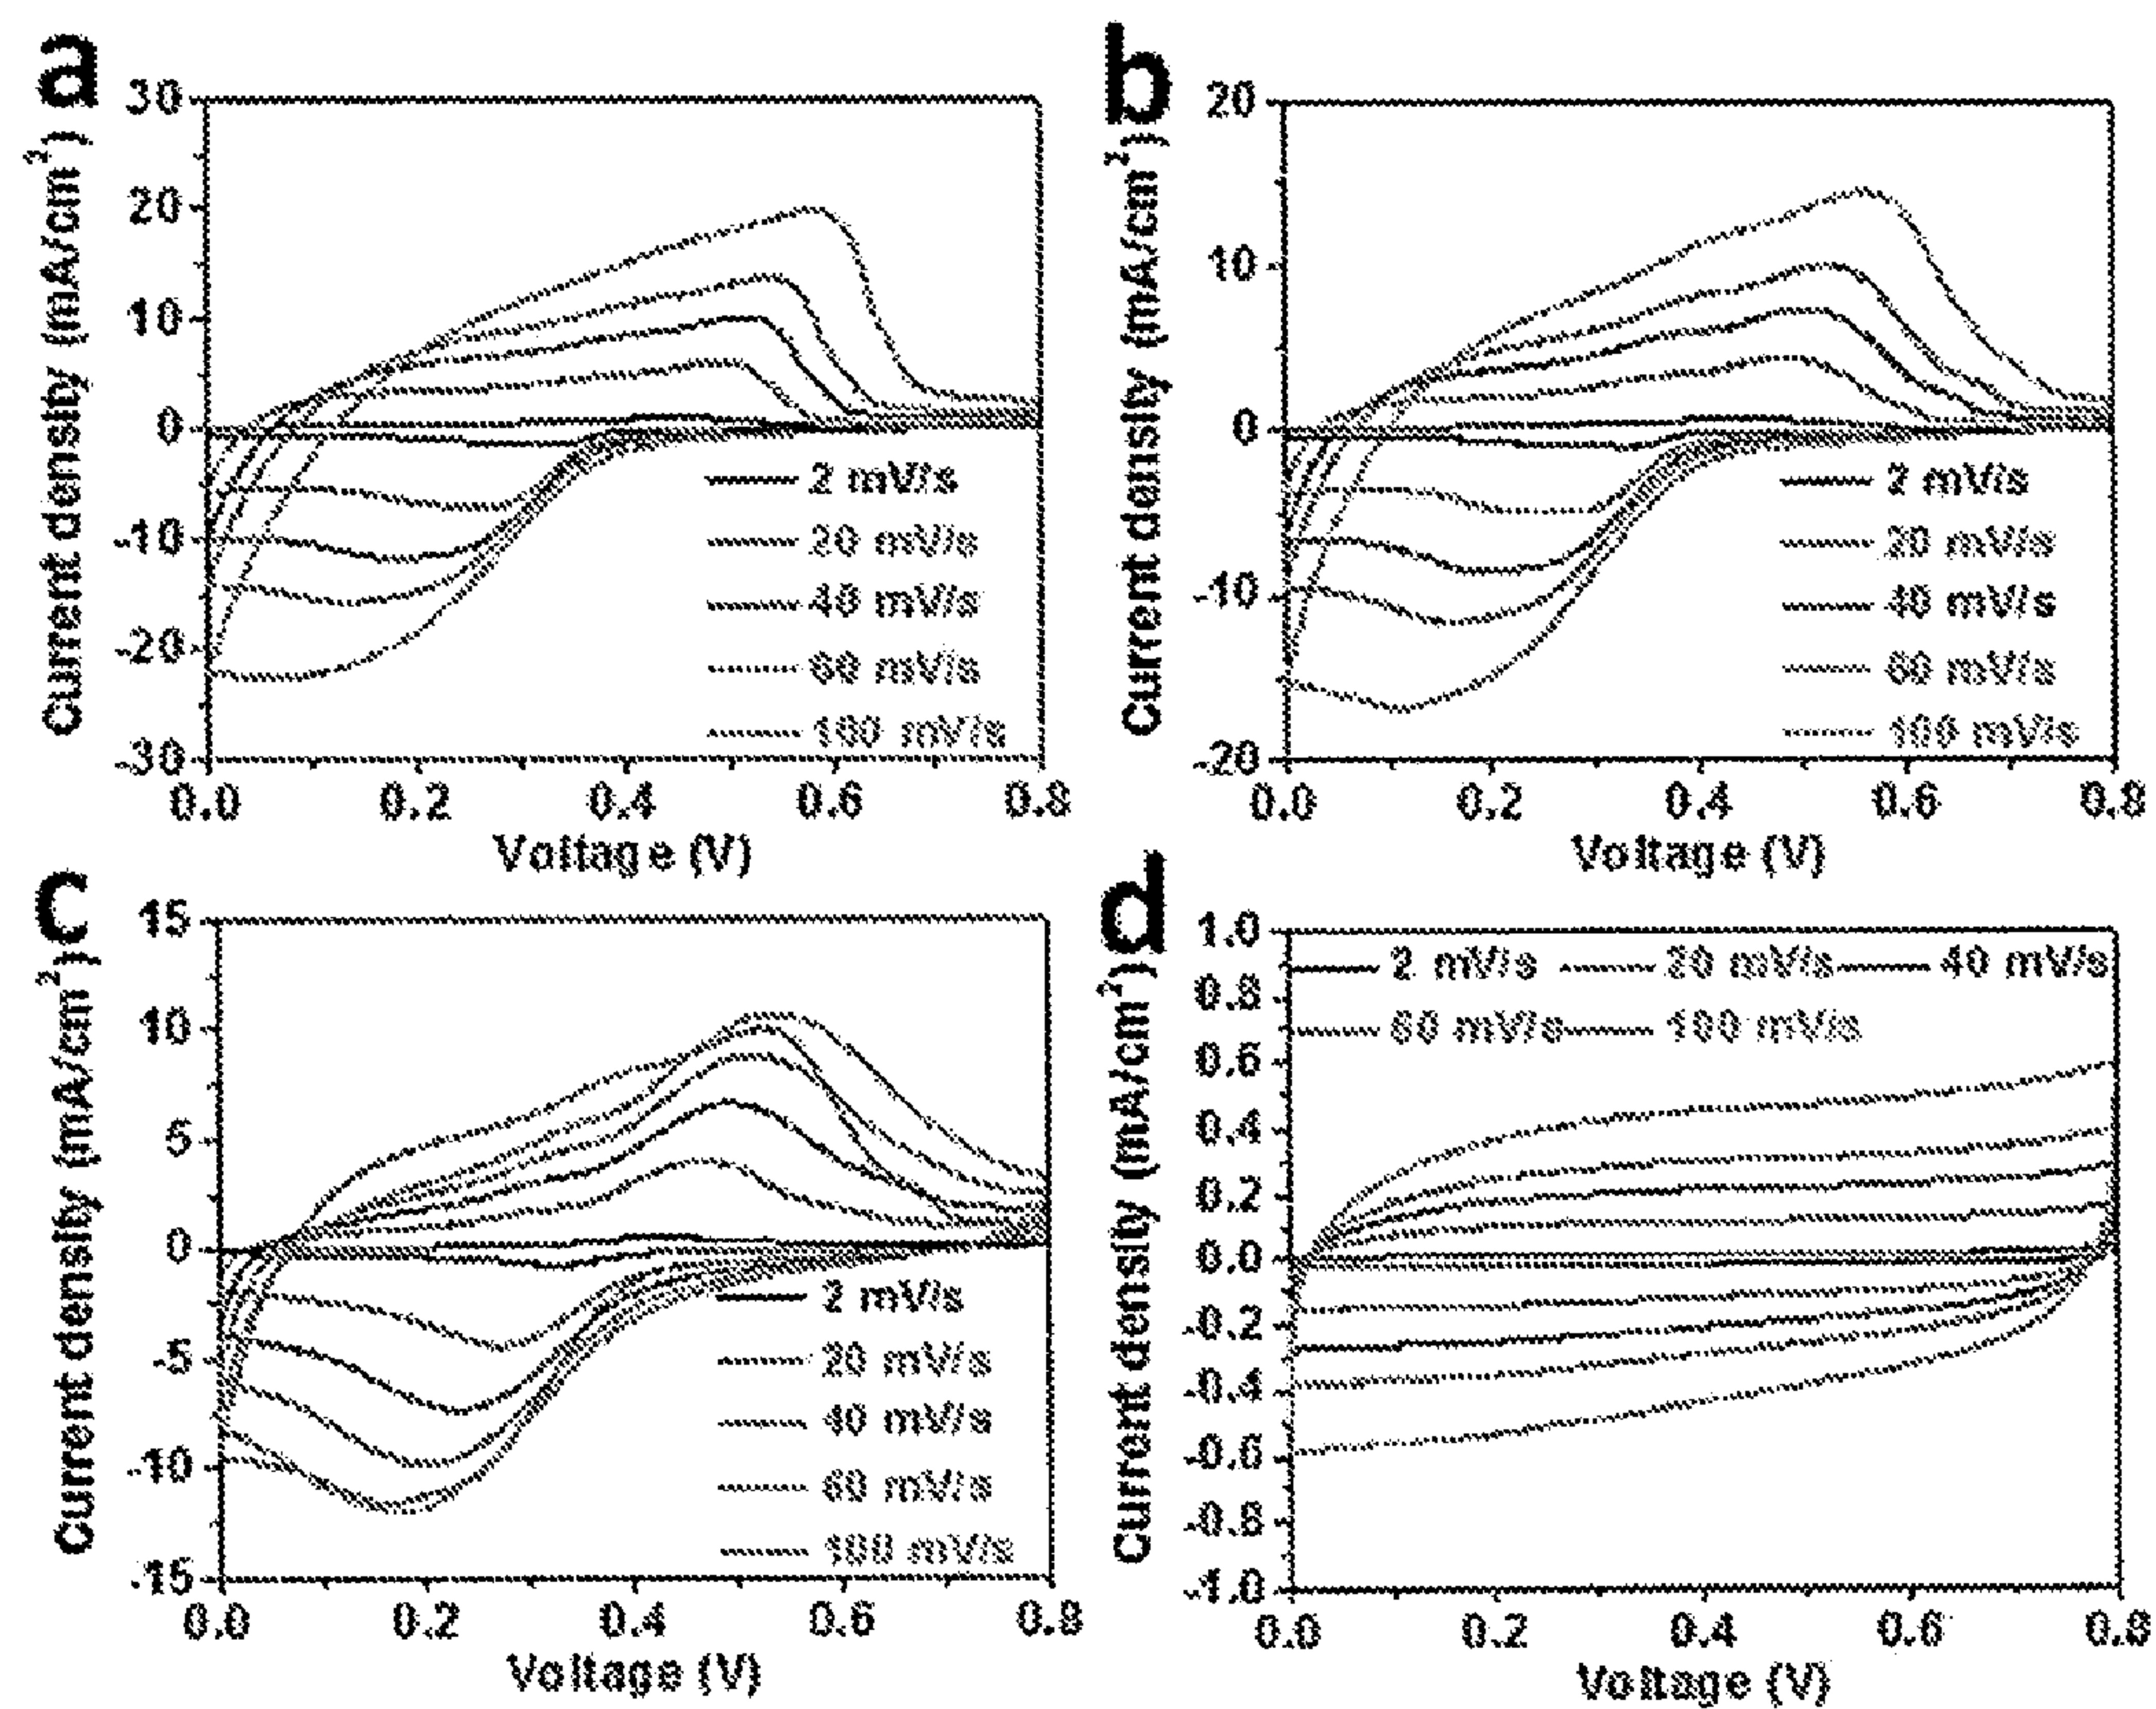 a
Current density (mA/cm²)
30
20
10
0
-10
-20
-30
2 mV/s
20 mV/s
40 mV/s
60 mV/s
100 mV/s
0.0 0.2 0.4 0.6 0.8
Voltage (V)
b
Current density (mA/cm²)
20
10
0
-10
-20
2 mV/s
20 mV/s
40 mV/s
60 mV/s
100 mV/s
0.0 0.2 0.4 0.6 0.8
Voltage (V)
c
Current density (mA/cm²)
15
10
5
0
-5
-10
-15
2 mV/s
20 mV/s
40 mV/s
60 mV/s
100 mV/s
0.0 0.2 0.4 0.6 0.8
Voltage (V)
d
Current density (mA/cm²)
1.0
0.8
0.6
0.4
0.2
0.0
-0.2
-0.4
-0.6
-0.8
-1.0
2 mV/s 20 mV/s 40 mV/s
60 mV/s 100 mV/s
0.0 0.2 0.4 0.6 0.8
Voltage (V)